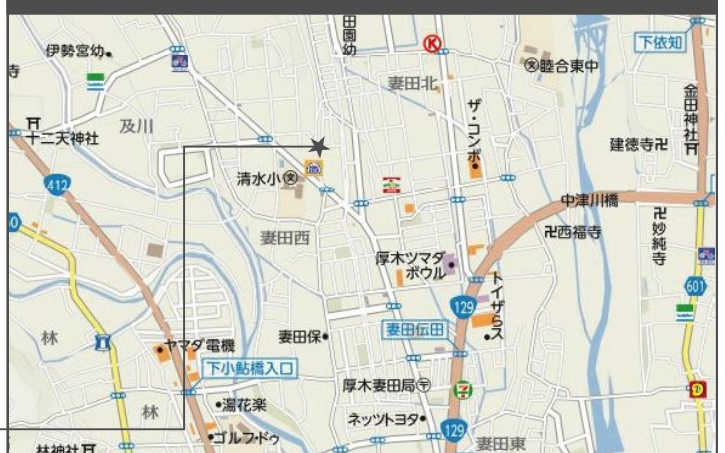 伊勢宮幼
寺
田園幼
K
下依知
文睦合東中
妻田北
金田神社
及川
十二天神社
ザ・コンボ
建徳寺
412
清水小文
中津川橋
妻田西
西福寺
妙純寺
厚木ツマダ
ボウル
トイザらス
601
129
林
妻田保
妻田伝田
ヤマダ電機
下小鮎橋入口
厚木妻田局
7
林
湯花楽
ネッツトヨタ
129
ゴルフ・ドゥ
妻田東
林神社